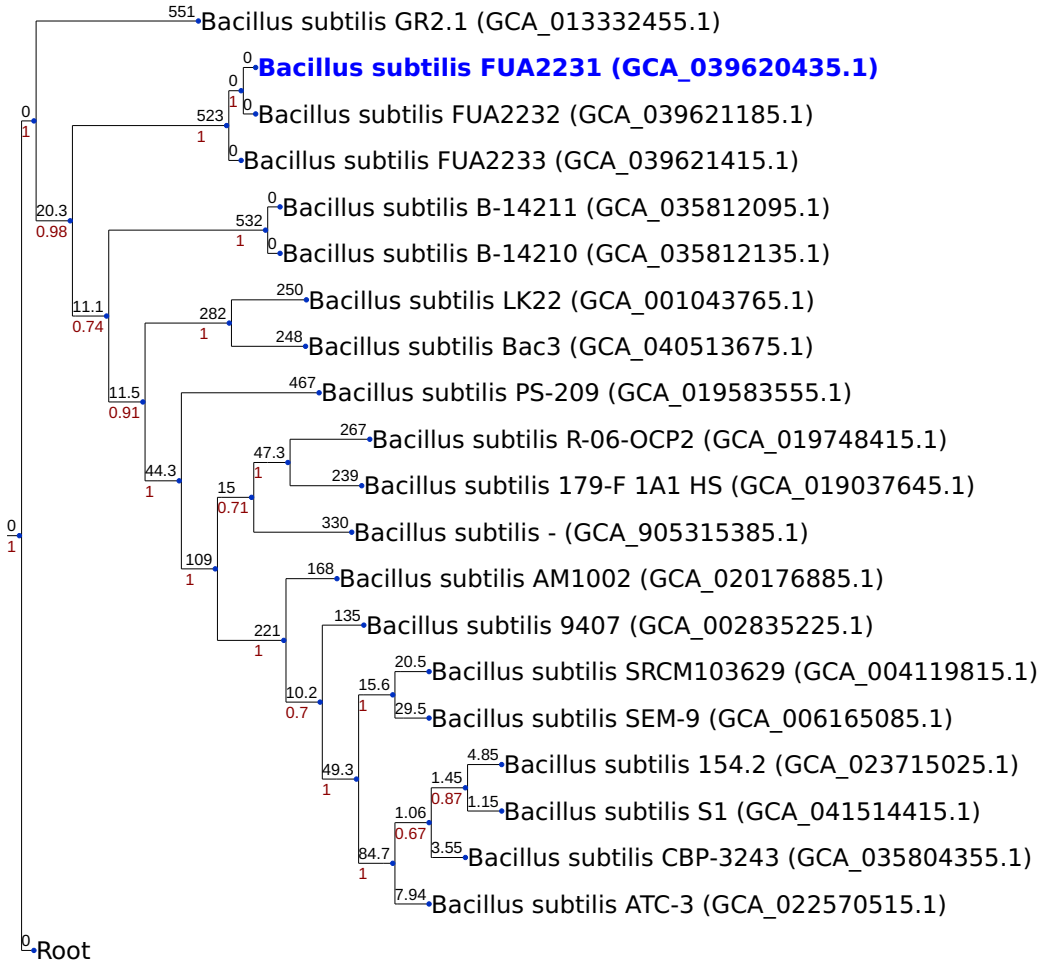 551 Bacillus subtilis GR2.1 (GCA_013332455.1)
0 Bacillus subtilis FUA2231 (GCA_039620435.1)
0
1
0 Bacillus subtilis FUA2232 (GCA_039621185.1)
0
1
523
1
0 Bacillus subtilis FUA2233 (GCA_039621415.1)
0 Bacillus subtilis B-14211 (GCA_035812095.1)
20.3
0.98
532
1
0 Bacillus subtilis B-14210 (GCA_035812135.1)
250 Bacillus subtilis LK22 (GCA_001043765.1)
11.1
0.74
282
1
248 Bacillus subtilis Bac3 (GCA_040513675.1)
467 Bacillus subtilis PS-209 (GCA_019583555.1)
11.5
0.91
267 Bacillus subtilis R-06-OCP2 (GCA_019748415.1)
47.3
1
44.3
1
239 Bacillus subtilis 179-F 1A1 HS (GCA_019037645.1)
15
0.71
330 Bacillus subtilis - (GCA_905315385.1)
0
1
109
1
168 Bacillus subtilis AM1002 (GCA_020176885.1)
135 Bacillus subtilis 9407 (GCA_002835225.1)
221
1
20.5 Bacillus subtilis SRCM103629 (GCA_004119815.1)
15.6
1
10.2
0.7
29.5 Bacillus subtilis SEM-9 (GCA_006165085.1)
4.85 Bacillus subtilis 154.2 (GCA_023715025.1)
49.3
1
1.45
0.87
1.15 Bacillus subtilis S1 (GCA_041514415.1)
1.06
0.67
3.55 Bacillus subtilis CBP-3243 (GCA_035804355.1)
84.7
1
7.94 Bacillus subtilis ATC-3 (GCA_022570515.1)
0 Root